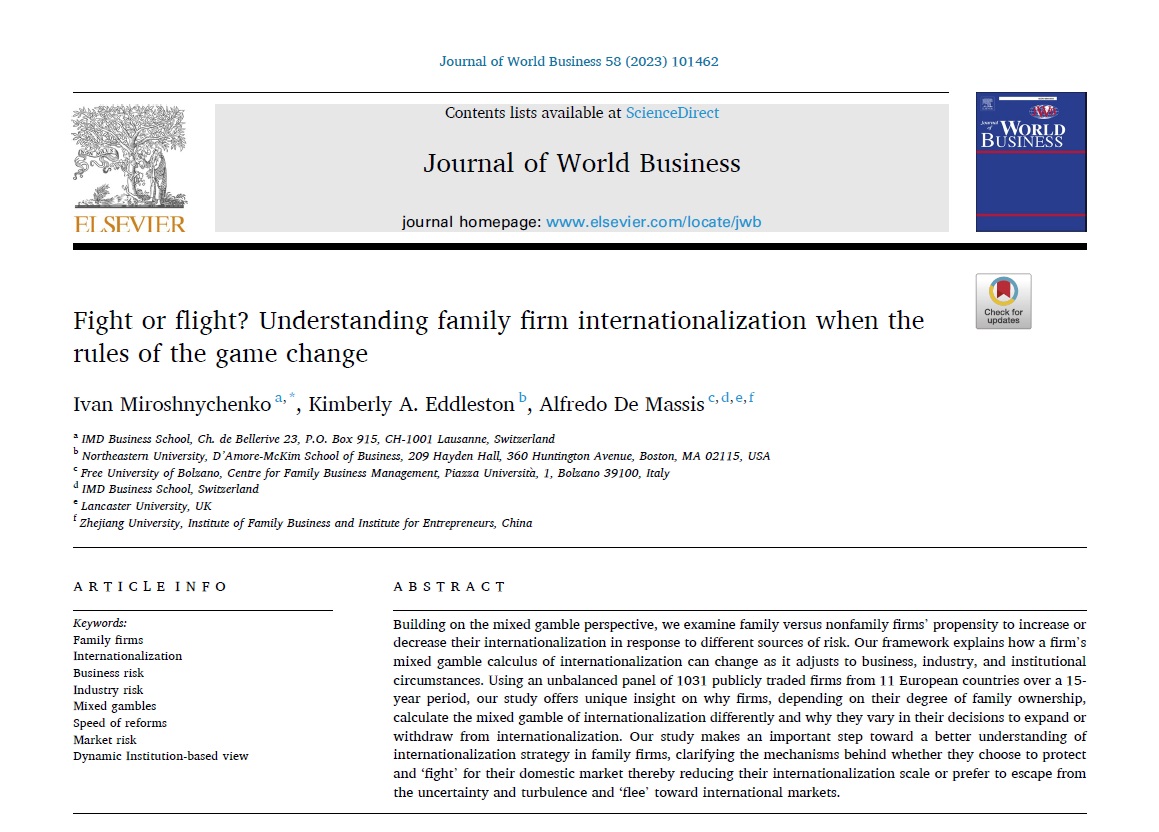 Journal of World Business 58 (2023) 101462
Contents lists available at ScienceDirect
Journal of World Business
journal homepage: www.elsevier.com/locate/jwb
ELSEVIER
Journal
of
WORLD
BUSINESS
Check for
updates
Fight or flight? Understanding family firm internationalization when the
rules of the game change
Ivan Miroshnychenko a,*, Kimberly A. Eddleston b, Alfredo De Massis c,d,e,f
a IMD Business School, Ch. de Bellerive 23, P.O. Box 915, CH-1001 Lausanne, Switzerland
b Northeastern University, D'Amore-McKim School of Business, 209 Hayden Hall, 360 Huntington Avenue, Boston, MA 02115, USA
c Free University of Bolzano, Centre for Family Business Management, Piazza Università, 1, Bolzano 39100, Italy
d IMD Business School, Switzerland
e Lancaster University, UK
f Zhejiang University, Institute of Family Business and Institute for Entrepreneurs, China
ARTICLE INFO
Keywords:
Family firms
Internationalization
Business risk
Industry risk
Mixed gambles
Speed of reforms
Market risk
Dynamic Institution-based view
ABSTRACT
Building on the mixed gamble perspective, we examine family versus nonfamily firms' propensity to increase or
decrease their internationalization in response to different sources of risk. Our framework explains how a firm's
mixed gamble calculus of internationalization can change as it adjusts to business, industry, and institutional
circumstances. Using an unbalanced panel of 1031 publicly traded firms from 11 European countries over a 15-
year period, our study offers unique insight on why firms, depending on their degree of family ownership,
calculate the mixed gamble of internationalization differently and why they vary in their decisions to expand or
withdraw from internationalization. Our study makes an important step toward a better understanding of
internationalization strategy in family firms, clarifying the mechanisms behind whether they choose to protect
and 'fight' for their domestic market thereby reducing their internationalization scale or prefer to escape from
the uncertainty and turbulence and 'flee' toward international markets.